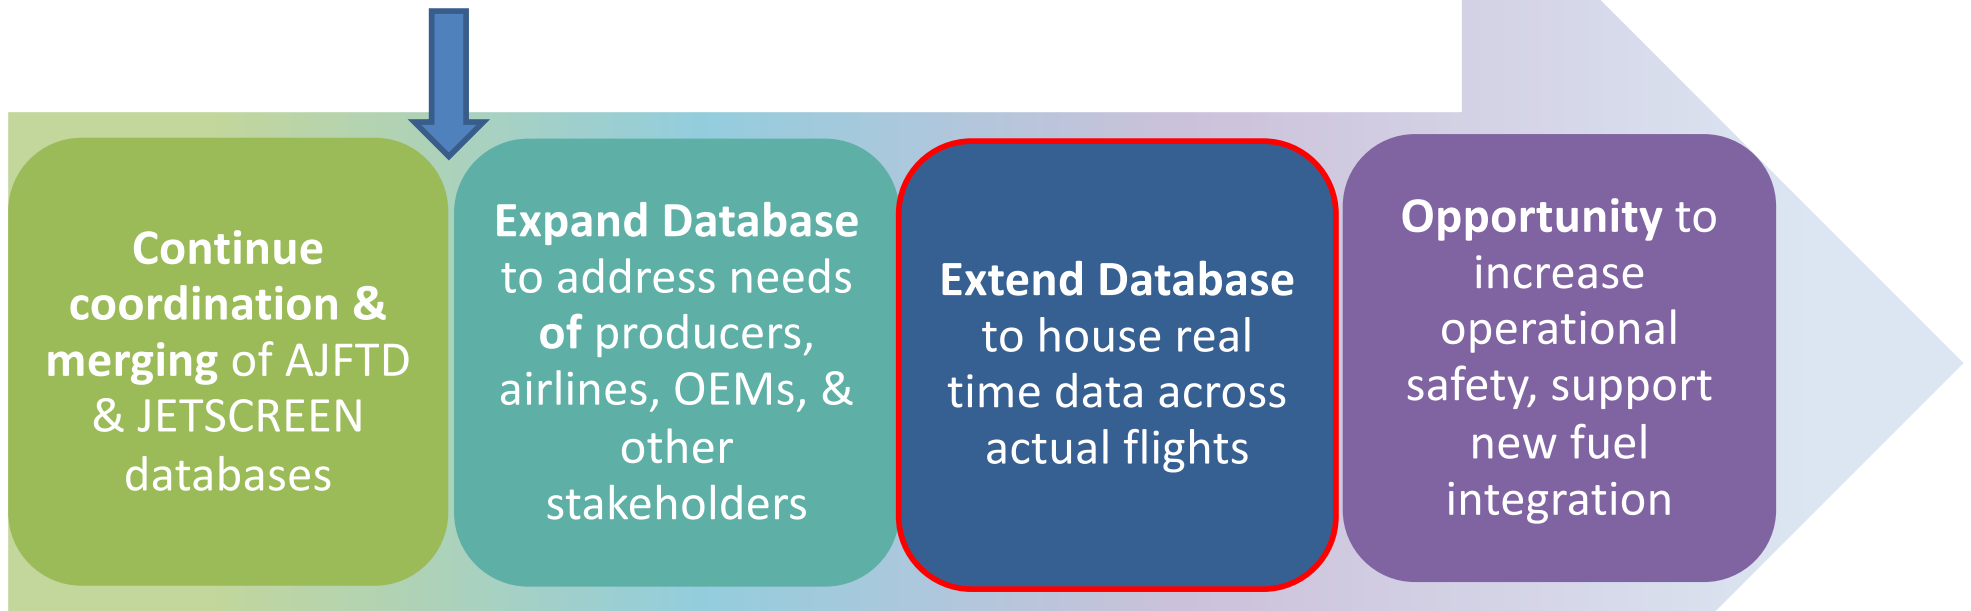 Continue
coordination &
merging of AJFTD
& JETSCREEN
databases
Expand Database
to address needs
of producers,
airlines, OEMs, &
other
stakeholders
Extend Database
to house real
time data across
actual flights
Opportunity to
increase
operational
safety, support
new fuel
integration